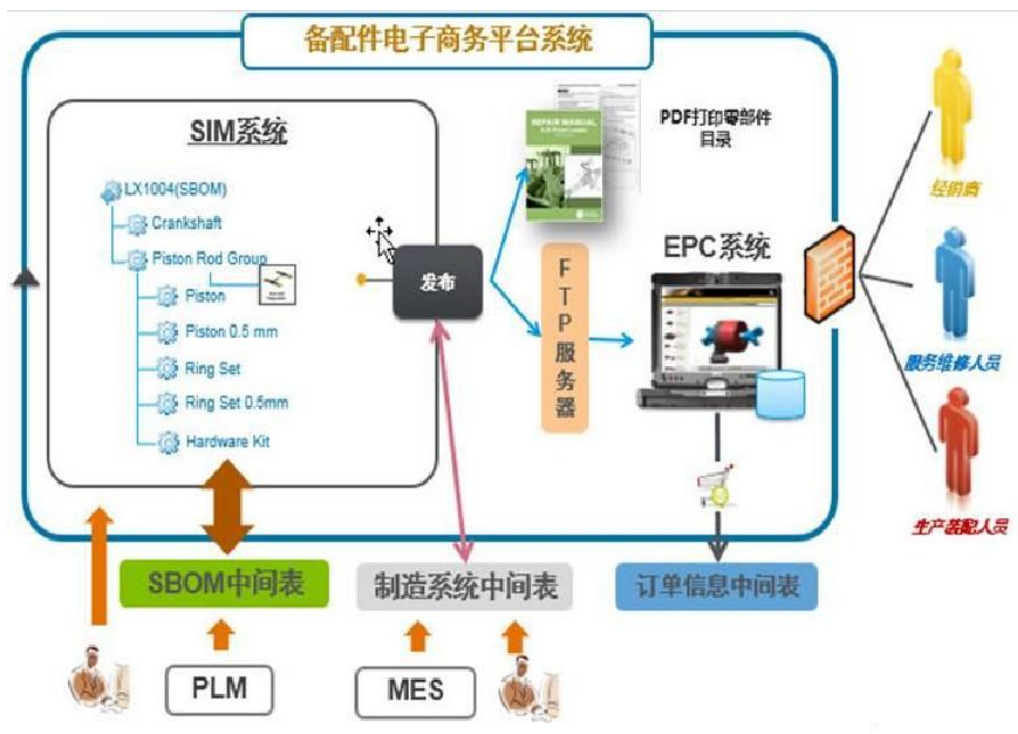 备配件电子商务平台系统
SIM系统
LX1004(SBOM)
Crankshaft
Piston Rod Group
Piston
Piston 0.5 mm
Ring Set
Ring Set 0.5mm
Hardware Kit
发布
REPAIR MANUAL
PDF打印零部件
目录
FTP服务器
EPC系统
经销商
服务维修人员
生产装配人员
SBOM中间表
制造系统中间表
订单信息中间表
PLM
MES